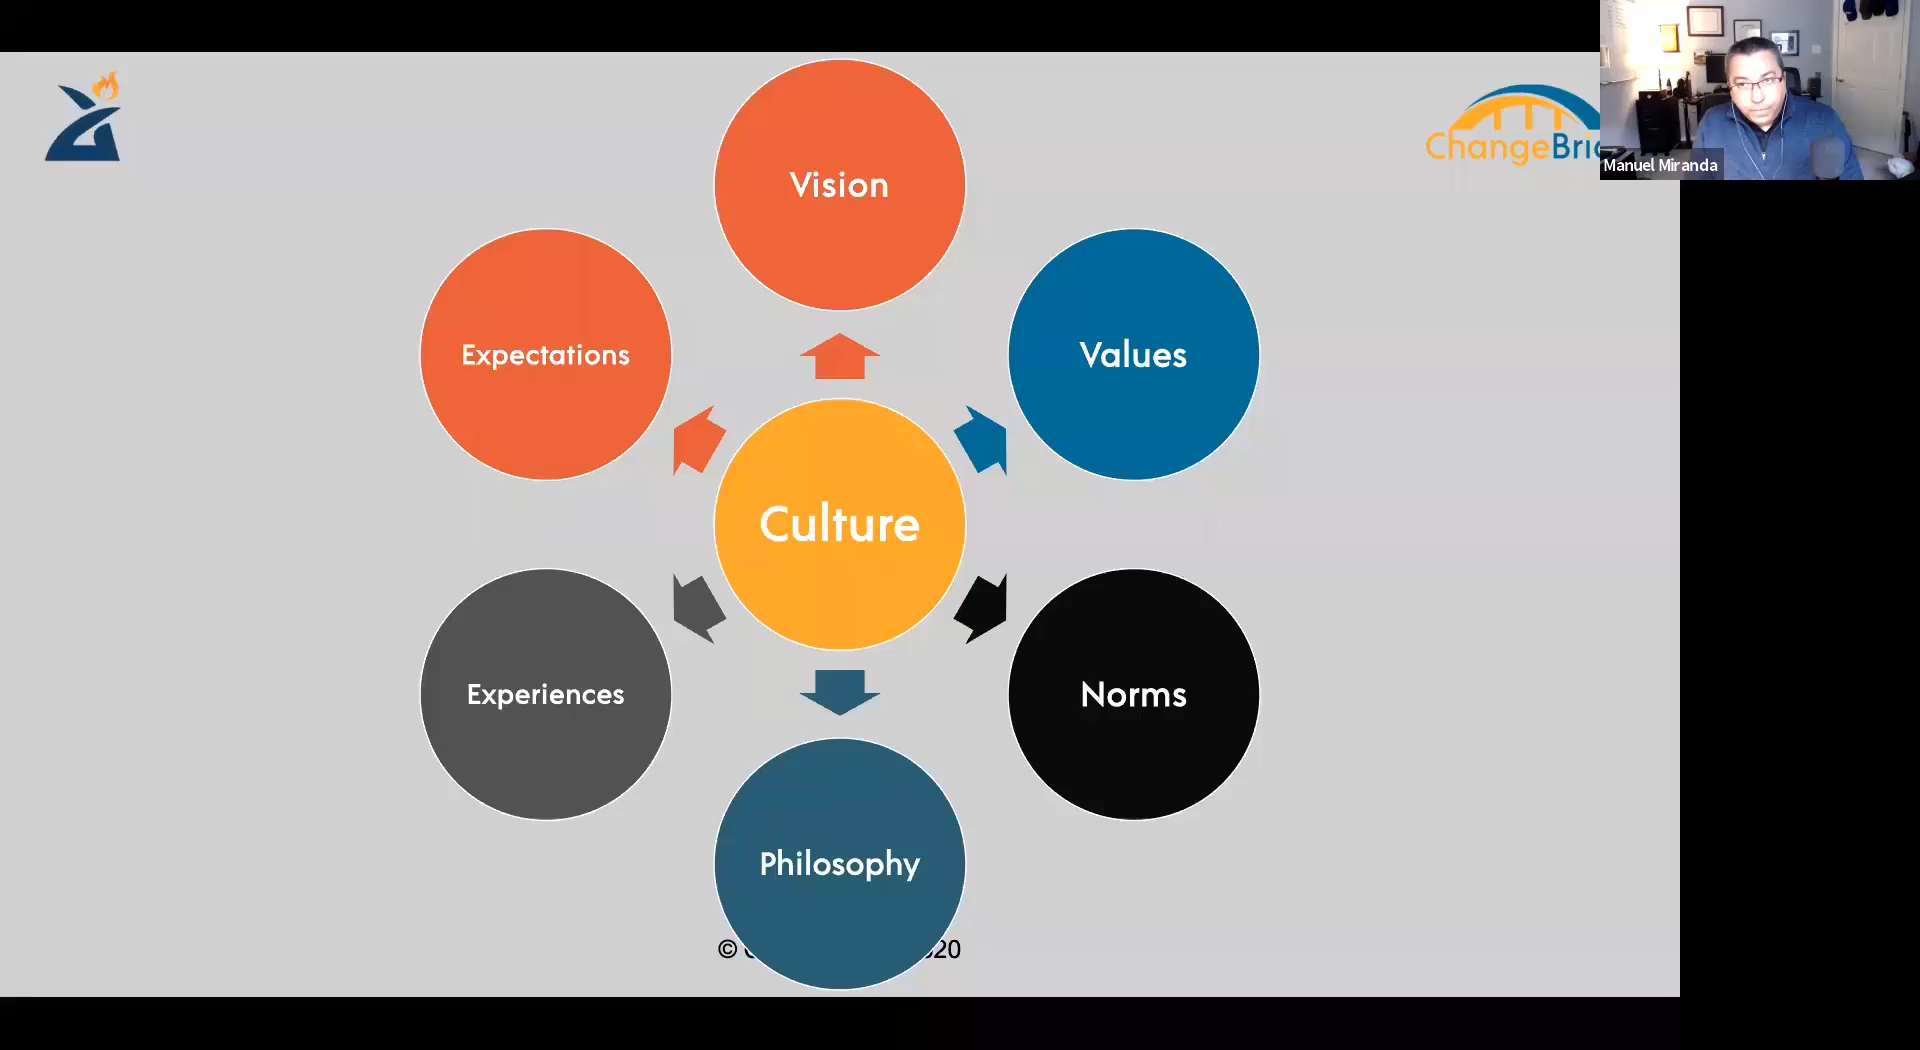 Vision
ChangeBri
Manuel Miranda
Expectations
Values
Culture
Experiences
Norms
Philosophy
©